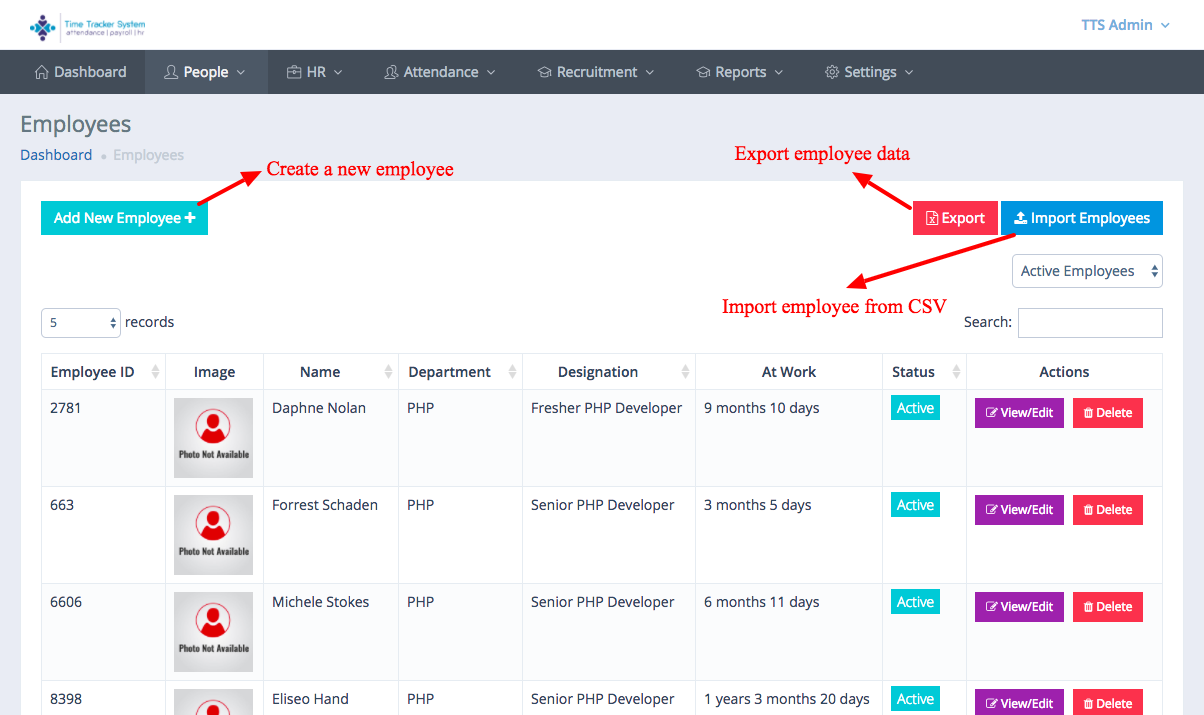 Time Tracker System
attendance | payroll | hr
TTS Admin
Dashboard People HR Attendance Recruitment Reports Settings
Employees
Dashboard • Employees
Create a new employee
Export employee data
Add New Employee +
Export Import Employees
Active Employees
Import employee from CSV
5 records
Search:
Employee ID Image Name Department Designation At Work Status Actions
2781 Daphne Nolan PHP Fresher PHP Developer 9 months 10 days Active View/Edit Delete
Photo Not Available
663 Forrest Schaden PHP Senior PHP Developer 3 months 5 days Active View/Edit Delete
Photo Not Available
6606 Michele Stokes PHP Senior PHP Developer 6 months 11 days Active View/Edit Delete
Photo Not Available
8398 Eliseo Hand PHP Senior PHP Developer 1 years 3 months 20 days Active View/Edit Delete